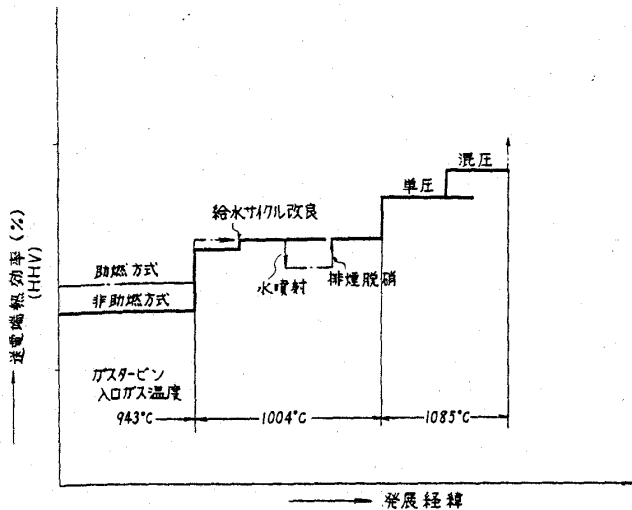 送電端熱効率(%)
(HHV)
混圧
単圧
給水サイクル改良
助燃方式
水噴射
排煙脱硝
非助燃方式
ガスタービン
入口ガス温度
943°C
1004°C
1085°C
発展経緯